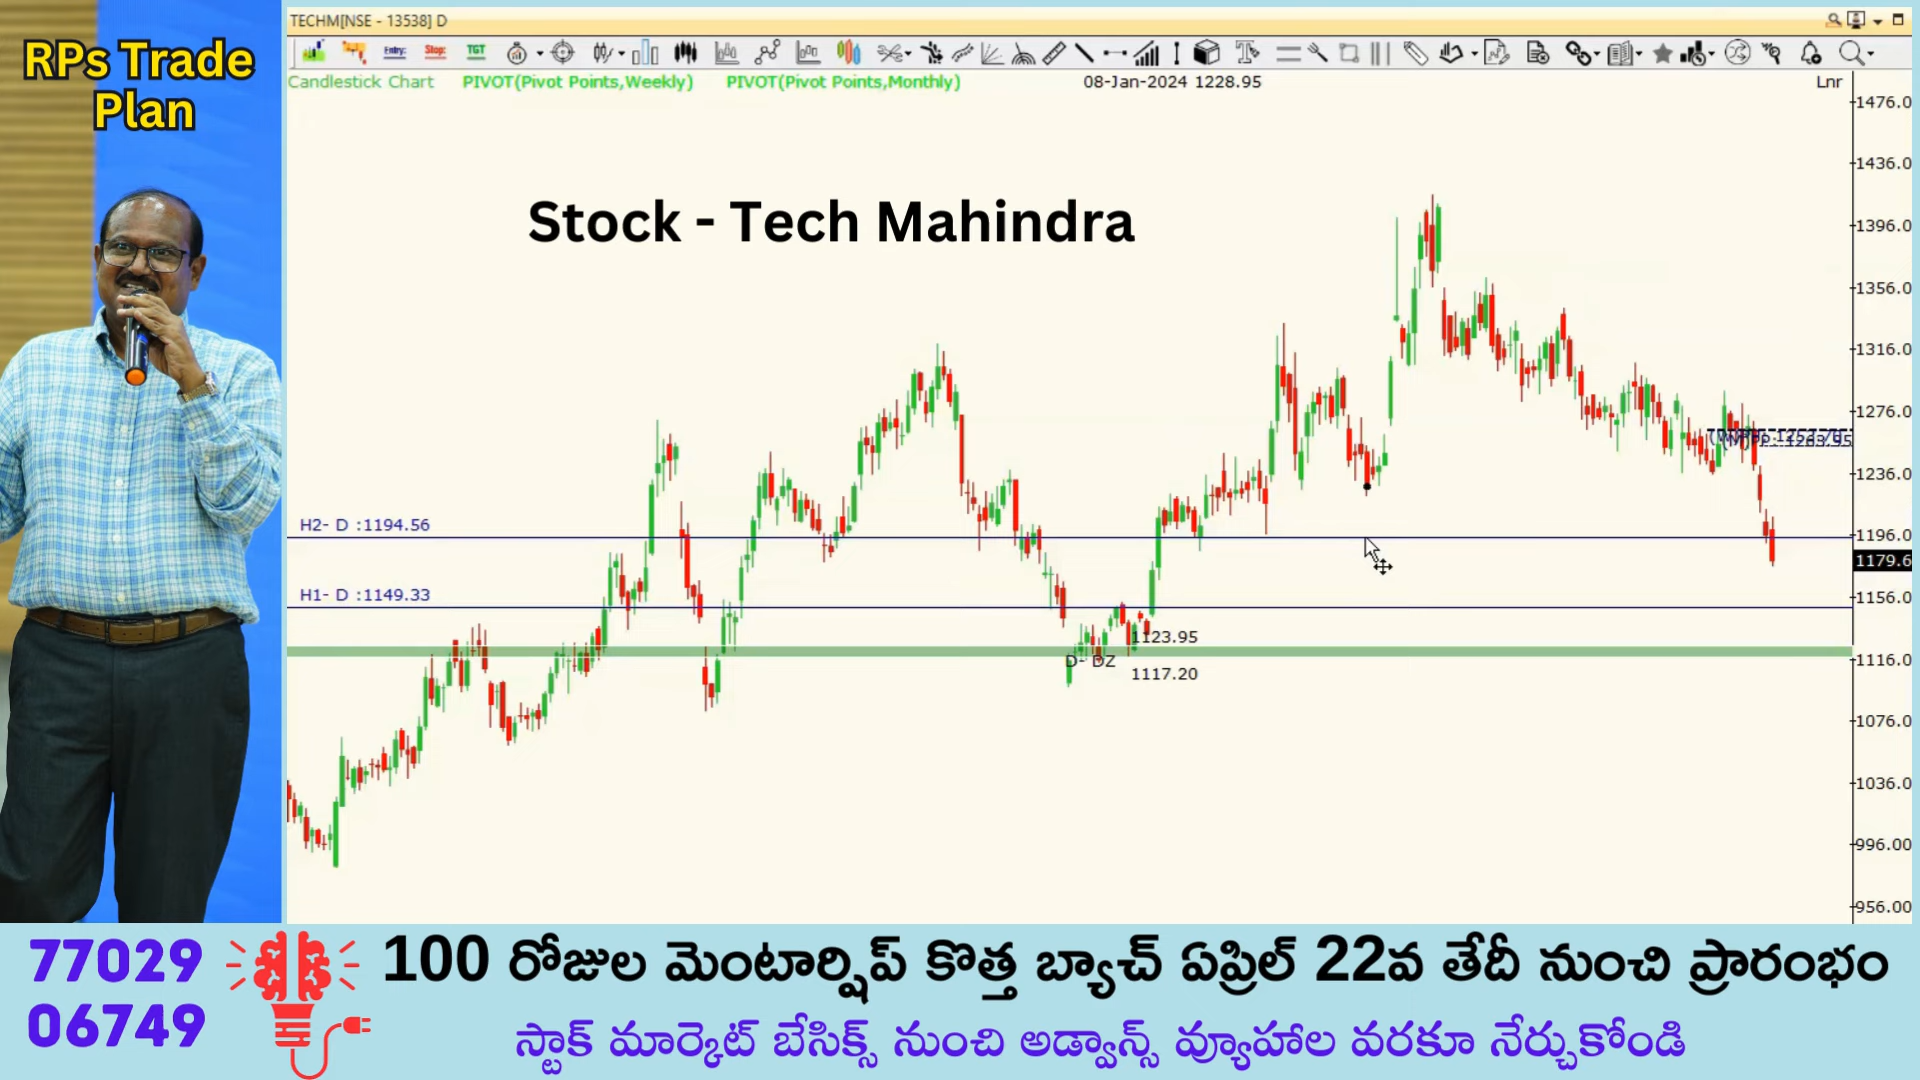 RPs Trade
Plan
TECHM[NSE - 13538] D
Entry: Stop: TGT
Candlestick Chart PIVOT(Pivot Points,Weekly) PIVOT(Pivot Points,Monthly) 08-Jan-2024 1228.95 Lnr
1476.0
1436.0
Stock - Tech Mahindra
1396.0
1356.0
1316.0
1276.0
1236.0
H2- D :1194.56
1196.0
1179.6
H1- D :1149.33
1156.0
1123.95
D- DZ
1116.0
1117.20
1076.0
1036.0
996.00
956.00
77029
06749
100 రోజుల మెంటార్షిప్ కొత్త బ్యాచ్ ఏప్రిల్ 22వ తేదీ నుంచి ప్రారంభం
స్టాక్ మార్కెట్ బేసిక్స్ నుంచి అడ్వాన్స్ వ్యూహాల వరకూ నేర్చుకోండి